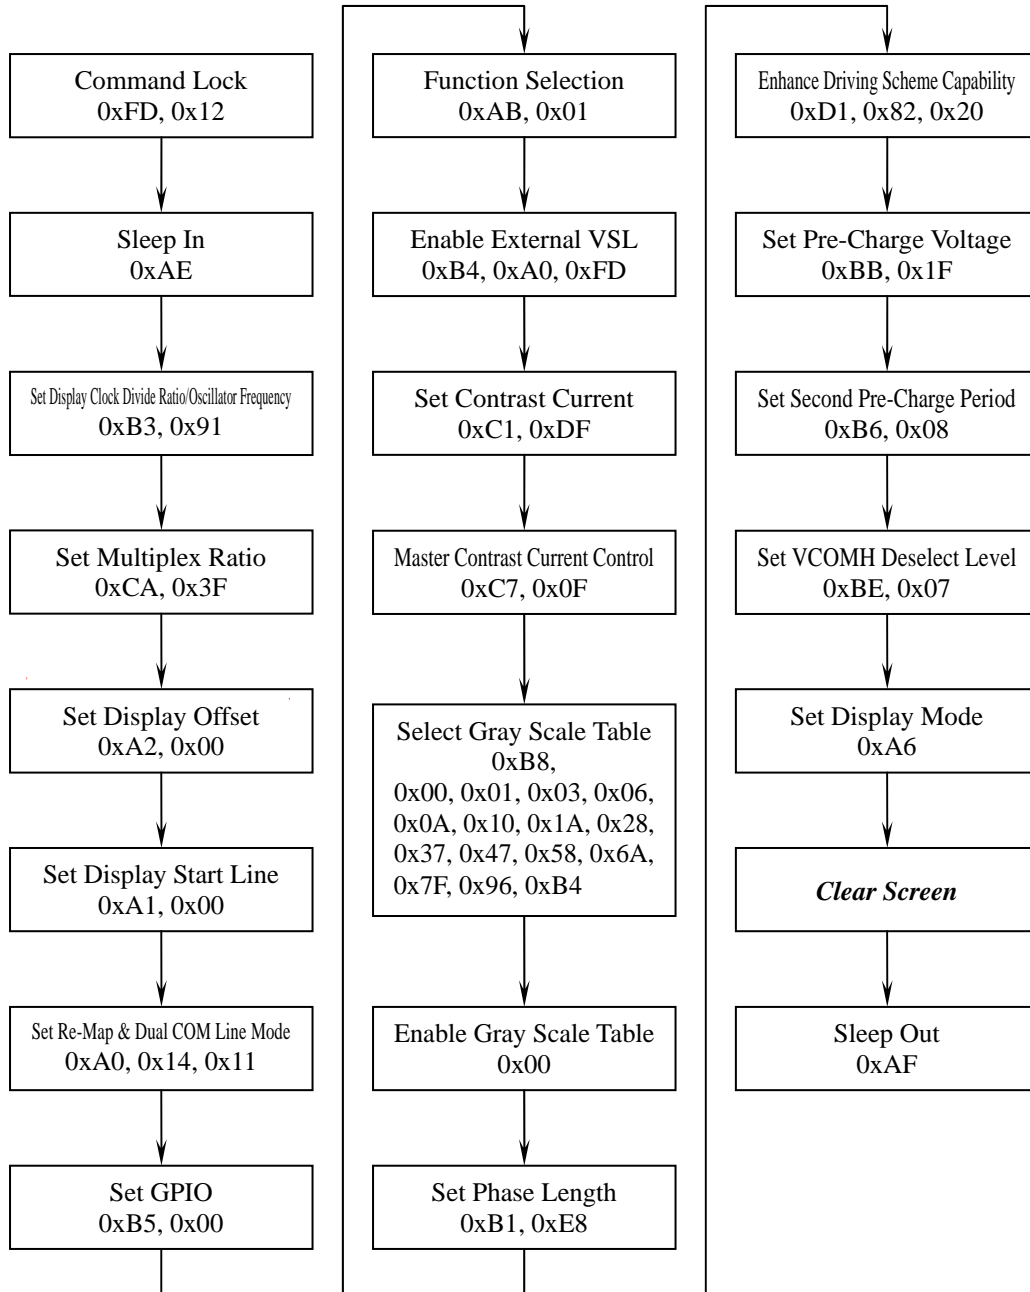 Command Lock
0xFD, 0x12
Sleep In
0xAE
Set Display Clock Divide Ratio/Oscillator Frequency
0xB3, 0x91
Set Multiplex Ratio
0xCA, 0x3F
Set Display Offset
0xA2, 0x00
Set Display Start Line
0xA1, 0x00
Set Re-Map & Dual COM Line Mode
0xA0, 0x14, 0x11
Set GPIO
0xB5, 0x00
Function Selection
0xAB, 0x01
Enable External VSL
0xB4, 0xA0, 0xFD
Set Contrast Current
0xC1, 0xDF
Master Contrast Current Control
0xC7, 0x0F
Select Gray Scale Table
0xB8,
0x00, 0x01, 0x03, 0x06,
0x0A, 0x10, 0x1A, 0x28,
0x37, 0x47, 0x58, 0x6A,
0x7F, 0x96, 0xB4
Enable Gray Scale Table
0x00
Set Phase Length
0xB1, 0xE8
Enhance Driving Scheme Capability
0xD1, 0x82, 0x20
Set Pre-Charge Voltage
0xBB, 0x1F
Set Second Pre-Charge Period
0xB6, 0x08
Set VCOMH Deselect Level
0xBE, 0x07
Set Display Mode
0xA6
Clear Screen
Sleep Out
0xAF